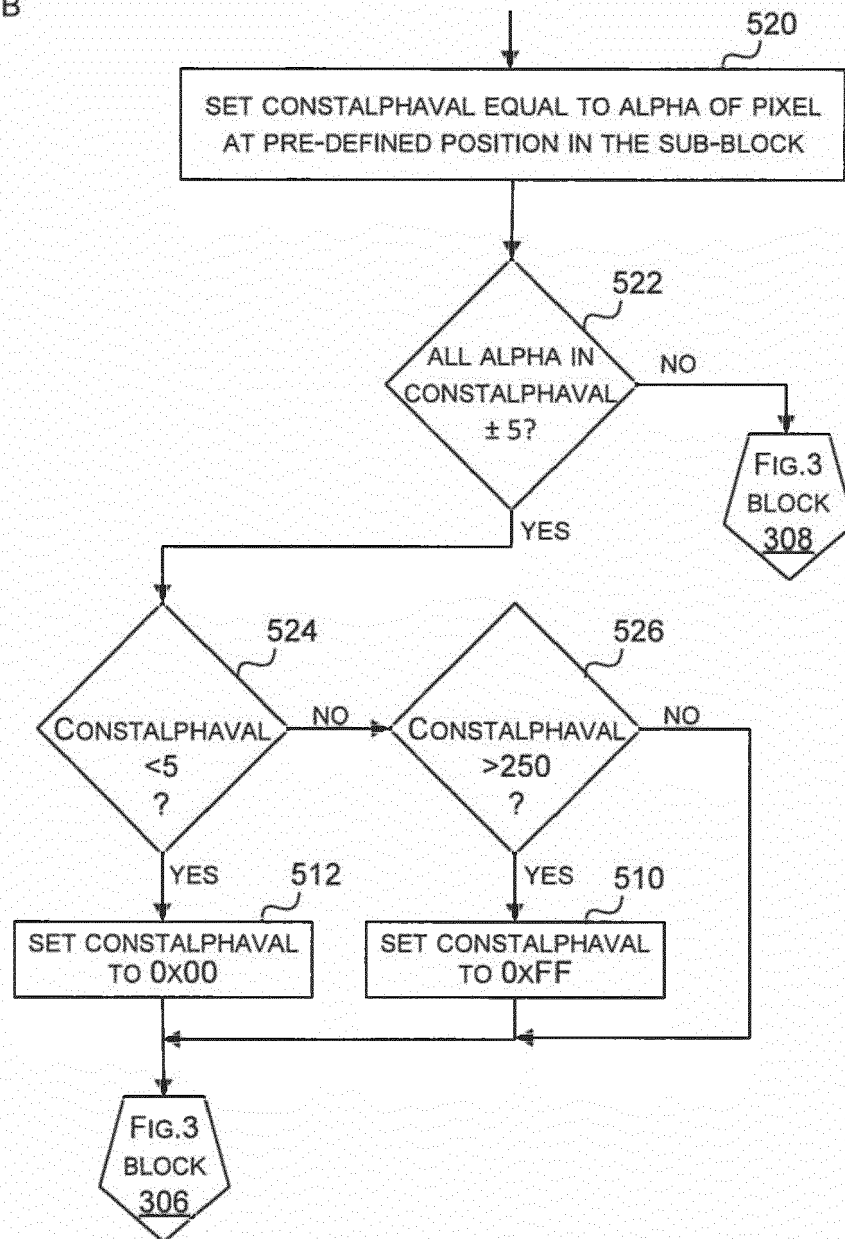 B
520
SET CONSTALPHAVAL EQUAL TO ALPHA OF PIXEL
AT PRE-DEFINED POSITION IN THE SUB-BLOCK
522
ALL ALPHA IN
CONSTALPHAVAL
± 5?
NO
FIG.3
BLOCK
308
YES
524
CONSTALPHAVAL
<5
?
NO
526
CONSTALPHAVAL
>250
?
NO
YES
512
SET CONSTALPHAVAL
TO 0X00
YES
510
SET CONSTALPHAVAL
TO 0XFF
FIG.3
BLOCK
306